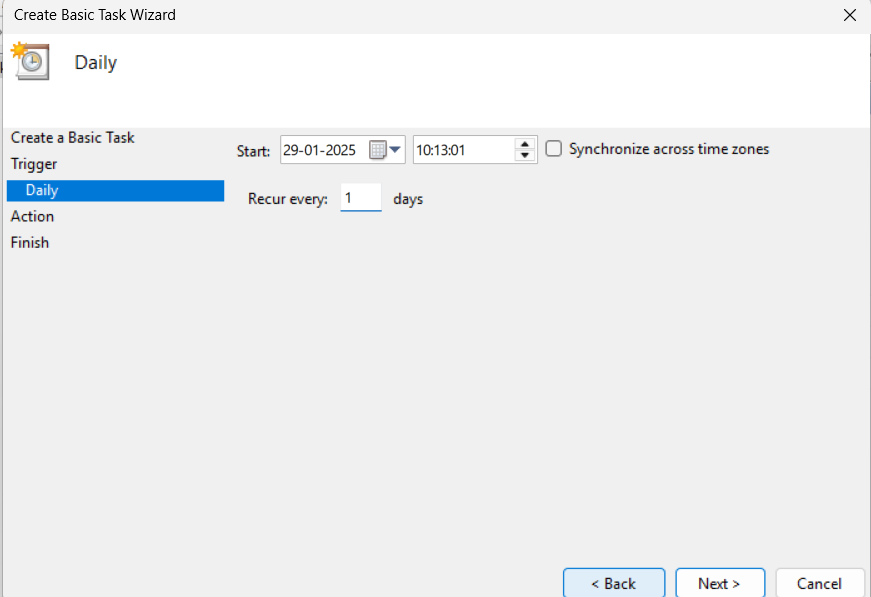 Create Basic Task Wizard
Daily
Create a Basic Task
Trigger
Daily
Action
Finish
Start: 29-01-2025 10:13:01 Synchronize across time zones
Recur every: 1 days
< Back Next > Cancel